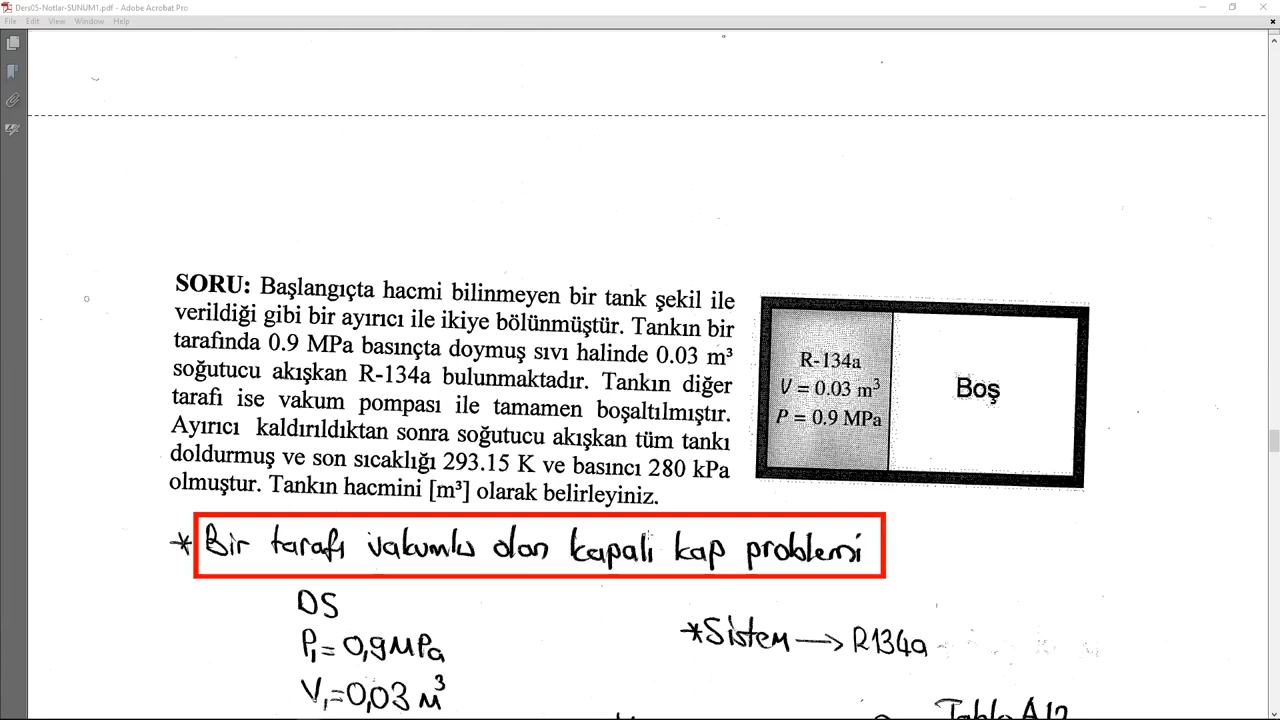 Ders05-Notlar-SUNUM1.pdf - Adobe Acrobat Pro
File Edit View Window Help
SORU: Başlangıçta hacmi bilinmeyen bir tank şekil ile
verildiği gibi bir ayırıcı ile ikiye bölünmüştür. Tankın bir
tarafında 0.9 MPa basınçta doymuş sıvı halinde 0.03 m³
soğutucu akışkan R-134a bulunmaktadır. Tankın diğer
tarafı ise vakum pompası ile tamamen boşaltılmıştır.
Ayırıcı kaldırıldıktan sonra soğutucu akışkan tüm tankı
doldurmuş ve son sıcaklığı 293.15 K ve basıncı 280 kPa
olmuştur. Tankın hacmini [m³] olarak belirleyiniz.
R-134a
V = 0.03 m³
P = 0.9 MPa
Boş
* Bir tarafı vakumlu olan kapalı kap problemi
DS
P₁= 0,9 MPa
V₁=0,03 M³
*Sistem → R134a
Tablo A12